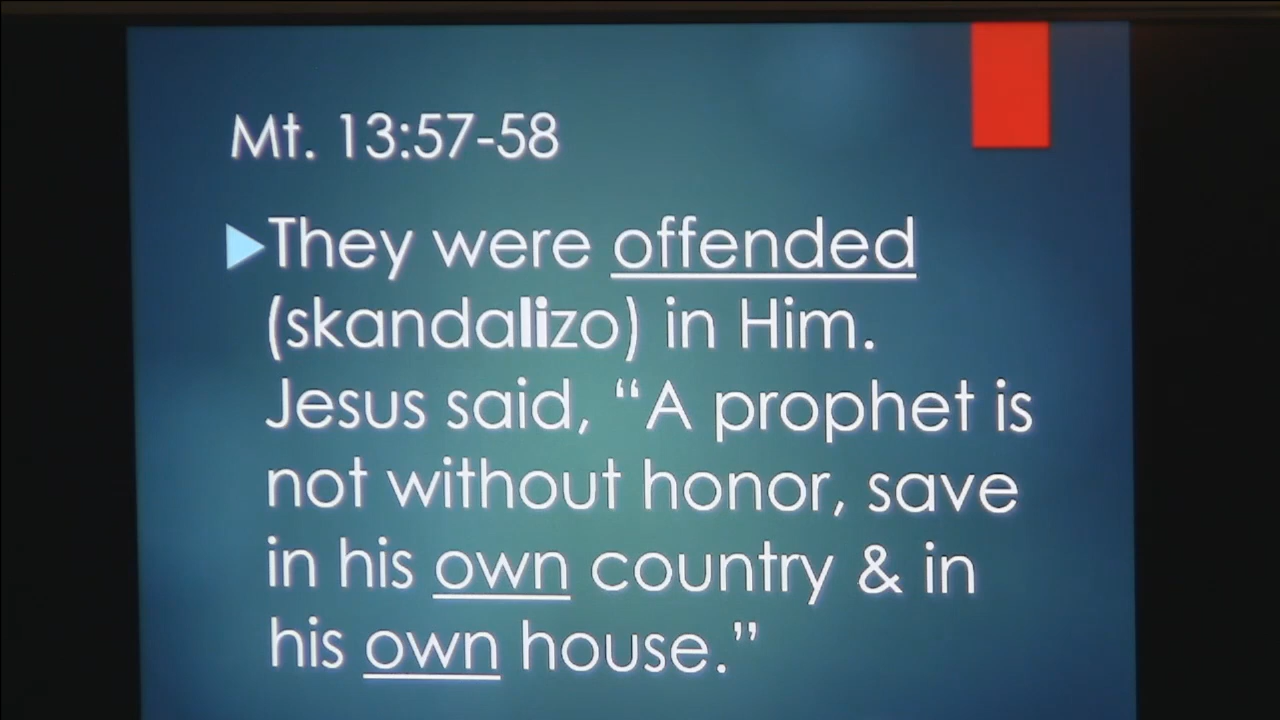 Mt. 13:57-58
They were offended
(skandalizo) in Him.
Jesus said, “A prophet is
not without honor, save
in his own country & in
his own house.”